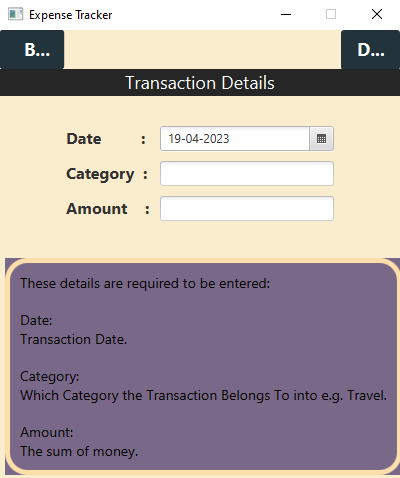 Expense Tracker
B... D...
Transaction Details
Date : 19-04-2023
Category :
Amount :
These details are required to be entered:
Date:
Transaction Date.
Category:
Which Category the Transaction Belongs To into e.g. Travel.
Amount:
The sum of money.